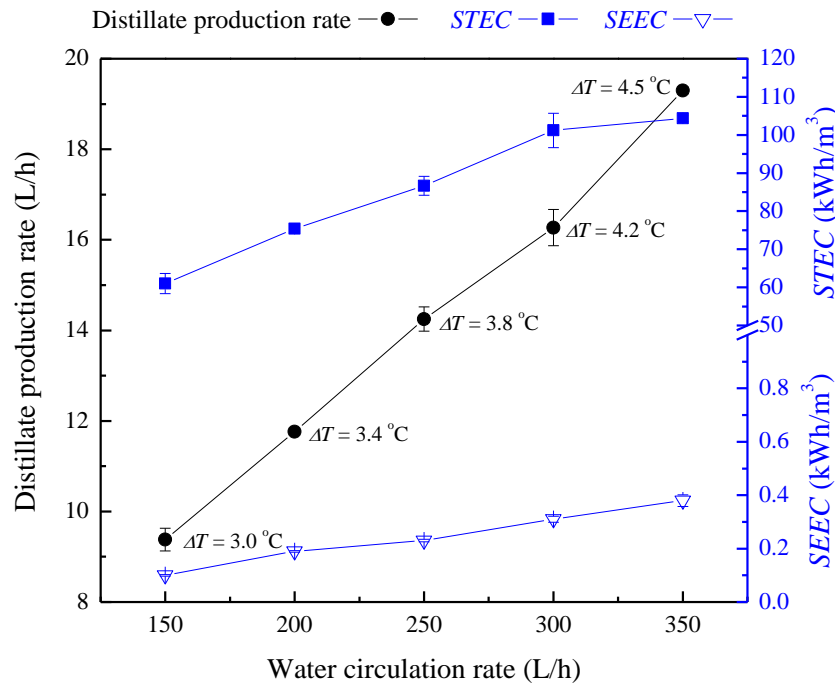 Distillate production rate STEC SEEC
20
18
16
14
12
10
8
Distillate production rate (L/h)
120
110
100
90
80
70
60
50
STEC (kWh/m³)
0.8
0.6
0.4
0.2
0.0
SEEC (kWh/m³)
ΔT = 4.5 °C
ΔT = 4.2 °C
ΔT = 3.8 °C
ΔT = 3.4 °C
ΔT = 3.0 °C
150 200 250 300 350
Water circulation rate (L/h)